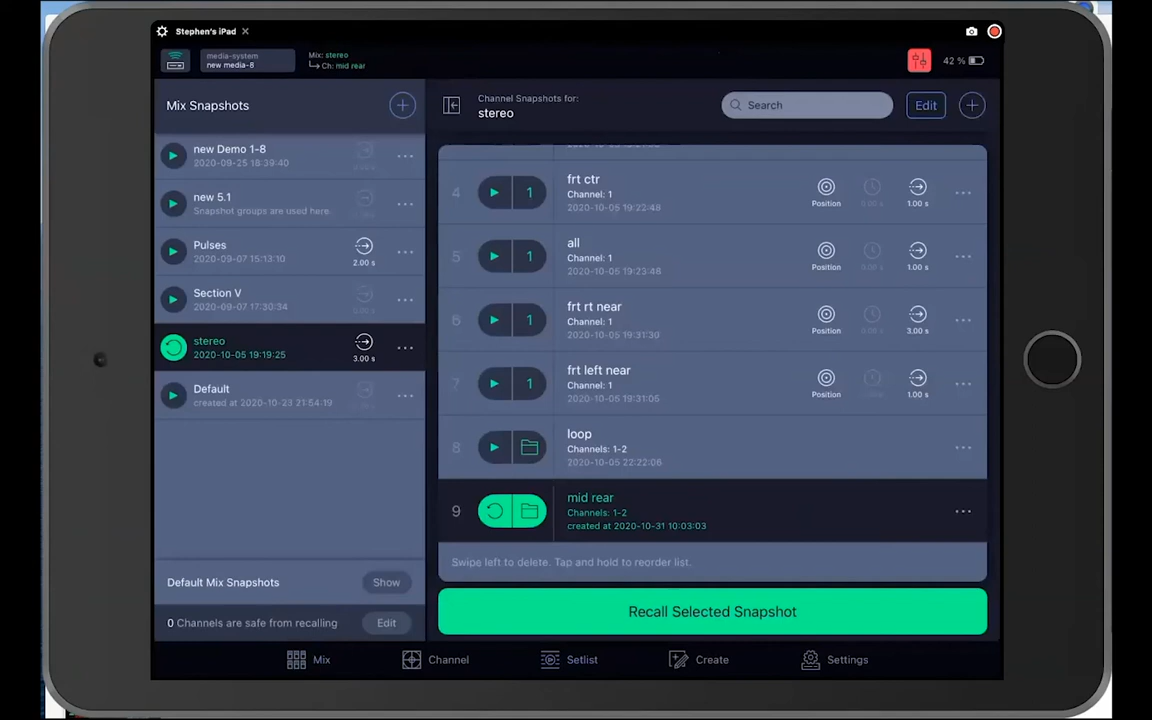 Stephen's iPad
media-system
new media-8
Mix: stereo
Ch: mid rear
42 %
Mix Snapshots
Channel Snapshots for:
stereo
Search
Edit
new Demo 1-8
2020-09-25 18:39:40
new 5.1
Snapshot groups are used here.
Pulses
2020-09-07 15:13:10
2.00 s
Section V
2020-09-07 17:30:34
stereo
2020-10-05 19:19:25
3.00 s
Default
created at 2020-10-23 21:54:19
Default Mix Snapshots
Show
0 Channels are safe from recalling
Edit
4
1
frt ctr
Channel: 1
2020-10-05 19:22:48
Position
1.00 s
5
1
all
Channel: 1
2020-10-05 19:23:48
Position
1.00 s
6
1
frt rt near
Channel: 1
2020-10-05 19:31:30
Position
3.00 s
7
1
frt left near
Channel: 1
2020-10-05 19:31:05
Position
1.00 s
8
loop
Channels: 1-2
2020-10-05 22:22:06
9
mid rear
Channels: 1-2
created at 2020-10-31 10:03:03
Swipe left to delete. Tap and hold to reorder list.
Recall Selected Snapshot
Mix
Channel
Setlist
Create
Settings